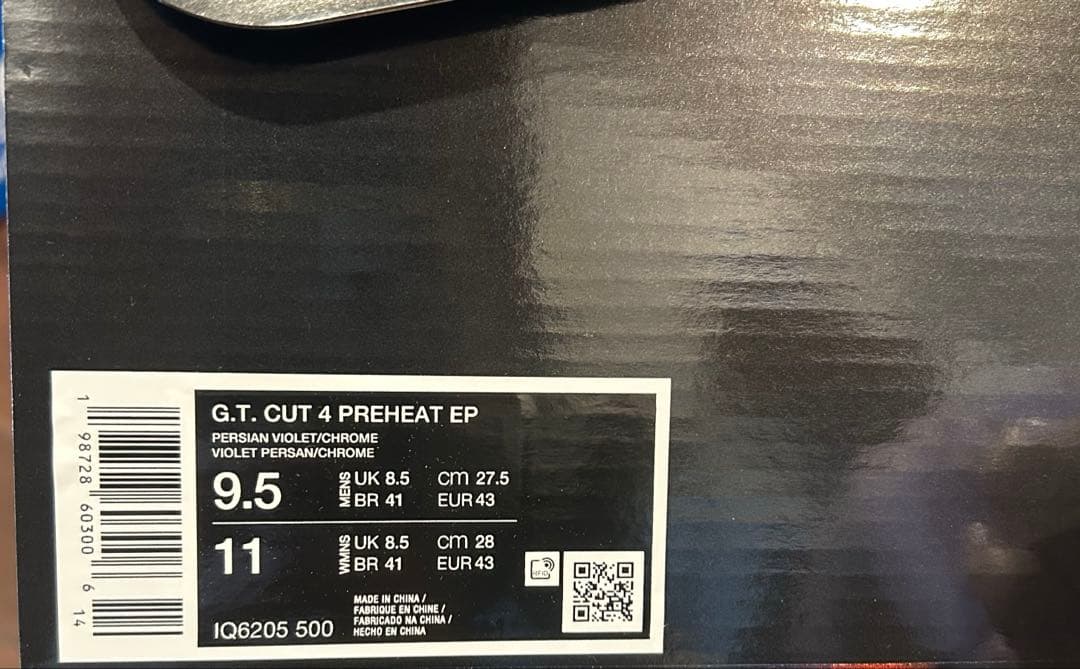 G.T. CUT 4 PREHEAT EP
PERSIAN VIOLET/CHROME
VIOLET PERSAN/CHROME
9.5 MENS UK 8.5 cm 27.5
BR 41 EUR 43
11 WMNS UK 8.5 cm 28
BR 41 EUR 43
MADE IN CHINA /
FABRIQUE EN CHINE /
FABRICADO NA CHINA /
HECHO EN CHINA
IQ6205 500
RFID
1 98728 60300 6 14